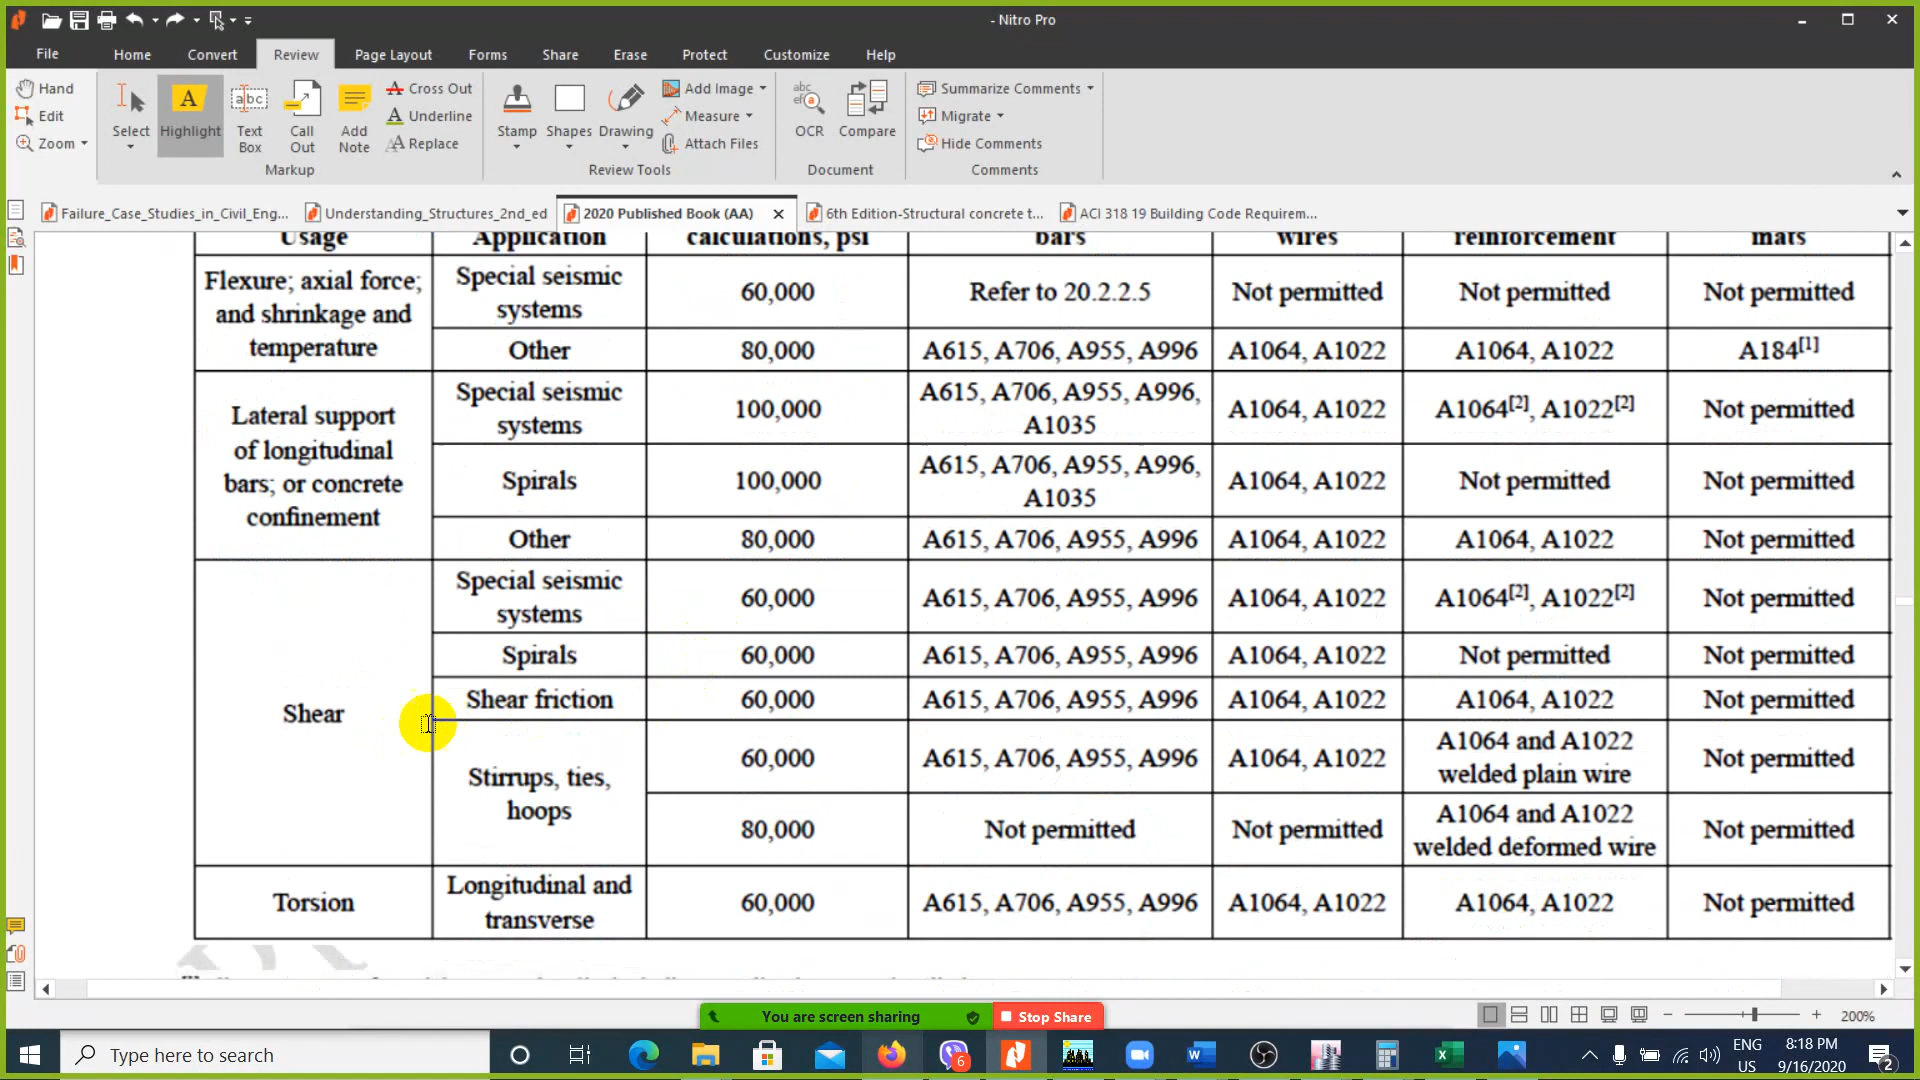 - Nitro Pro
File
Home
Convert
Review
Page Layout
Forms
Share
Erase
Protect
Customize
Help
Hand
Edit
Zoom
Select
Highlight
Text Box
Call Out
Add Note
Cross Out
Underline
Replace
Markup
Stamp
Shapes
Drawing
Add Image
Measure
Attach Files
Review Tools
OCR
Compare
Document
Summarize Comments
Migrate
Hide Comments
Comments
Failure_Case_Studies_in_Civil_Eng...
Understanding_Structures_2nd_ed
2020 Published Book (AA)
6th Edition-Structural concrete t...
ACI 318 19 Building Code Requirem...
Usage Application calculations, psi bars wires reinforcement mats
Flexure; axial force; and shrinkage and temperature
Special seismic systems 60,000 Refer to 20.2.2.5 Not permitted Not permitted Not permitted
Other 80,000 A615, A706, A955, A996 A1064, A1022 A1064, A1022 A184[1]
Lateral support of longitudinal bars; or concrete confinement
Special seismic systems 100,000 A615, A706, A955, A996, A1035 A1064, A1022 A1064[2], A1022[2] Not permitted
Spirals 100,000 A615, A706, A955, A996, A1035 A1064, A1022 Not permitted Not permitted
Other 80,000 A615, A706, A955, A996 A1064, A1022 A1064, A1022 Not permitted
Shear
Special seismic systems 60,000 A615, A706, A955, A996 A1064, A1022 A1064[2], A1022[2] Not permitted
Spirals 60,000 A615, A706, A955, A996 A1064, A1022 Not permitted Not permitted
Shear friction 60,000 A615, A706, A955, A996 A1064, A1022 A1064, A1022 Not permitted
Stirrups, ties, hoops
60,000 A615, A706, A955, A996 A1064, A1022 A1064 and A1022 welded plain wire Not permitted
80,000 Not permitted Not permitted A1064 and A1022 welded deformed wire Not permitted
Torsion Longitudinal and transverse 60,000 A615, A706, A955, A996 A1064, A1022 A1064, A1022 Not permitted
You are screen sharing
Stop Share
200%
Type here to search
6
ENG
US
8:18 PM
9/16/2020
2